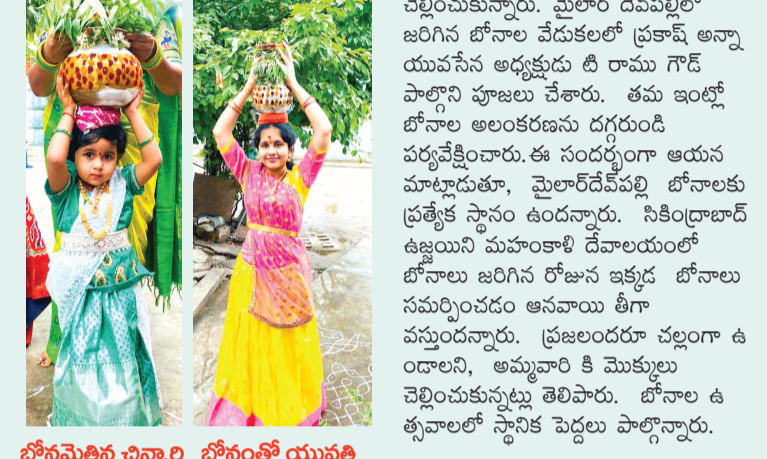 చెల్లించుకున్నారు. మైలార్ దేవ్‌పల్లిలో
జరిగిన బోనాల వేడుకలలో ప్రకాష్ అన్నా
యువసేన అధ్యక్షుడు టి రాము గౌడ్
పాల్గొని పూజలు చేశారు. తమ ఇంట్లో
బోనాల అలంకరణను దగ్గరుండి
పర్యవేక్షించారు.ఈ సందర్భంగా ఆయన
మాట్లాడుతూ, మైలార్‌దేవ్‌పల్లి బోనాలకు
ప్రత్యేక స్థానం ఉందన్నారు. సికింద్రాబాద్
ఉజ్జయిని మహంకాళి దేవాలయంలో
బోనాలు జరిగిన రోజున ఇక్కడ బోనాలు
సమర్పించడం ఆనవాయి తీగా
వస్తుందన్నారు. ప్రజలందరూ చల్లంగా ఉ
ండాలని, అమ్మవారి కి మొక్కులు
చెల్లించుకున్నట్లు తెలిపారు. బోనాల ఉ
త్సవాలలో స్థానిక పెద్దలు పాల్గొన్నారు.
బోనమెత్తిన చిన్నారి
బోనంతో యువతి